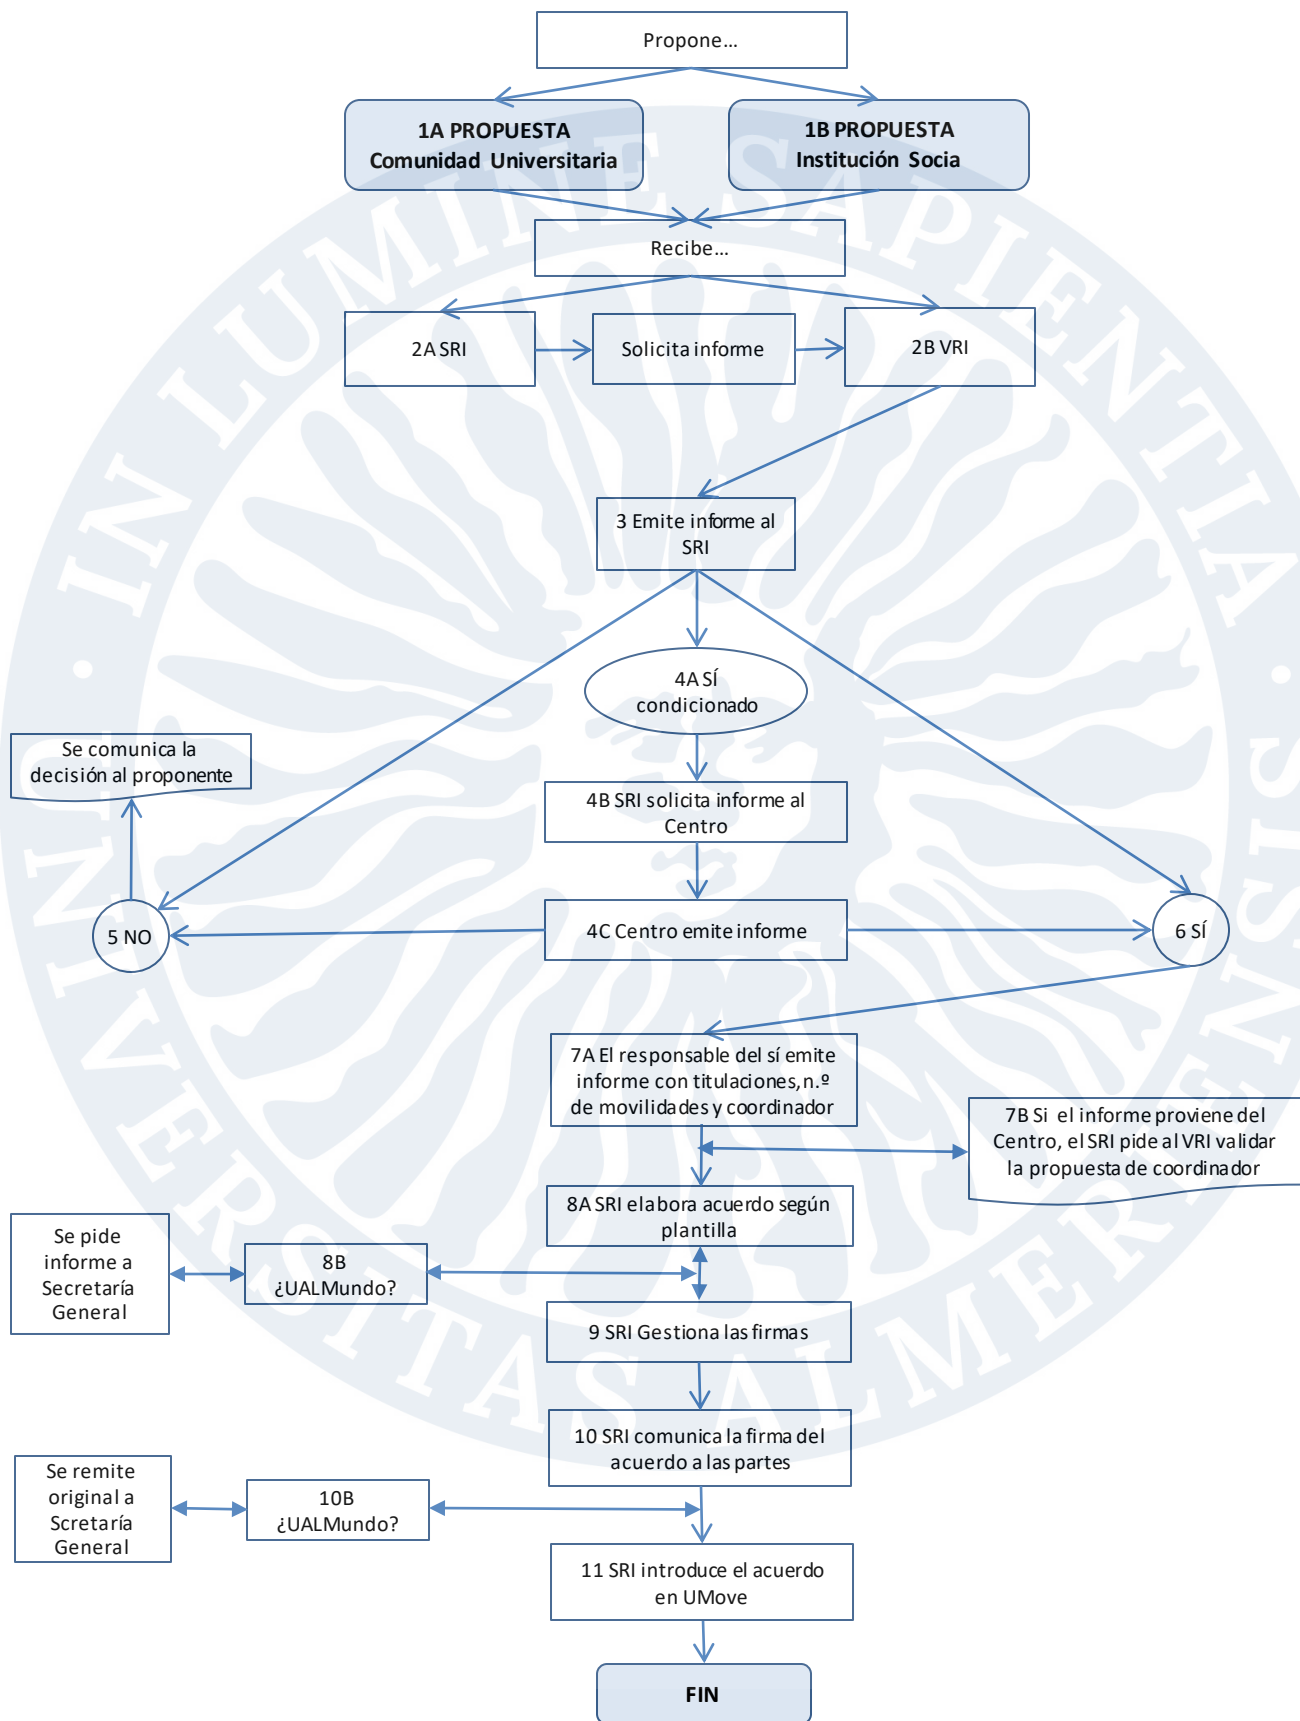 Propone...
1A PROPUESTA
Comunidad Universitaria
1B PROPUESTA
Institución Socia
Recibe...
2A SRI
Solicita informe
2B VRI
3 Emite informe al
SRI
4A SÍ
condicionado
Se comunica la
decisión al proponente
4B SRI solicita informe al
Centro
5 NO
4C Centro emite informe
6 SÍ
7A El responsable del sí emite
informe con titulaciones, n.º
de movilidades y coordinador
7B Si el informe proviene del
Centro, el SRI pide al VRI validar
la propuesta de coordinador
8A SRI elabora acuerdo según
plantilla
Se pide
informe a
Secretaría
General
8B
¿UALMundo?
9 SRI Gestiona las firmas
10 SRI comunica la firma del
acuerdo a las partes
Se remite
original a
Scretaría
General
10B
¿UALMundo?
11 SRI introduce el acuerdo
en UMove
FIN
UNIVERSITAS ALMERIENSIS · IN LUMINE SAPIENTIA ·